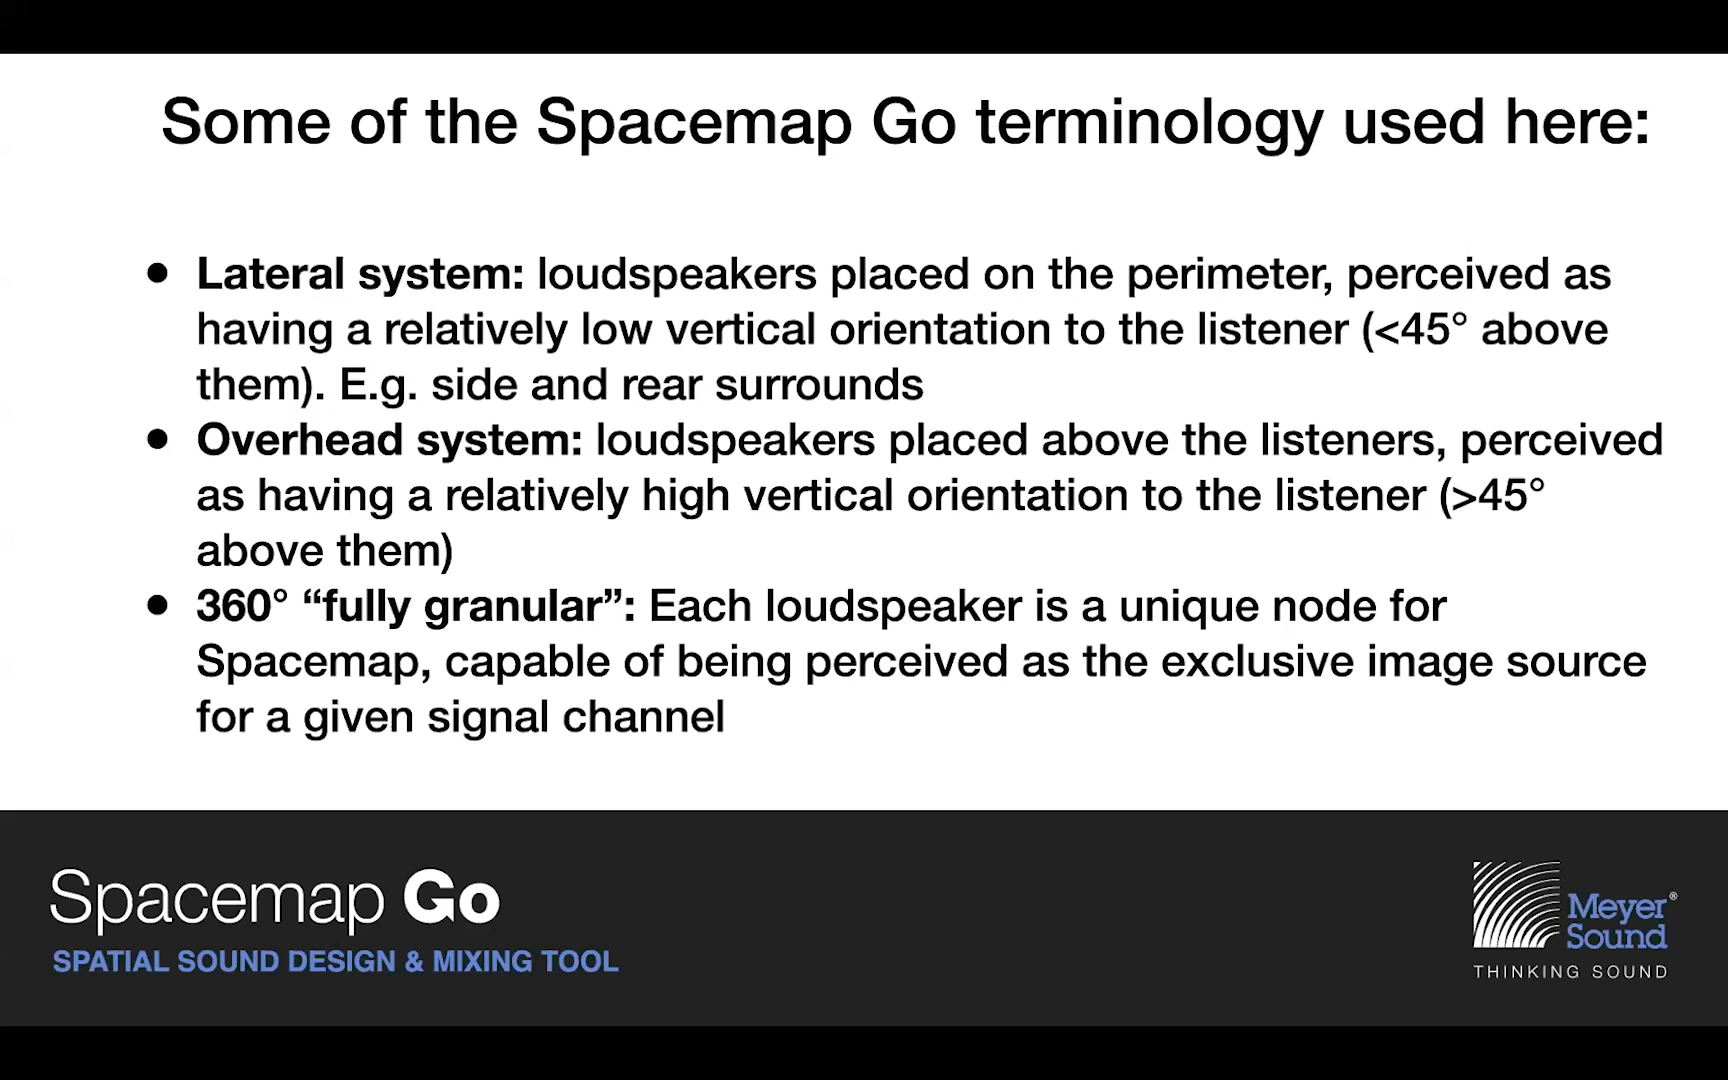 Some of the Spacemap Go terminology used here:
● Lateral system: loudspeakers placed on the perimeter, perceived as
having a relatively low vertical orientation to the listener (<45° above
them). E.g. side and rear surrounds
● Overhead system: loudspeakers placed above the listeners, perceived
as having a relatively high vertical orientation to the listener (>45°
above them)
● 360° “fully granular”: Each loudspeaker is a unique node for
Spacemap, capable of being perceived as the exclusive image source
for a given signal channel
Spacemap Go
SPATIAL SOUND DESIGN & MIXING TOOL
Meyer®
Sound
THINKING SOUND